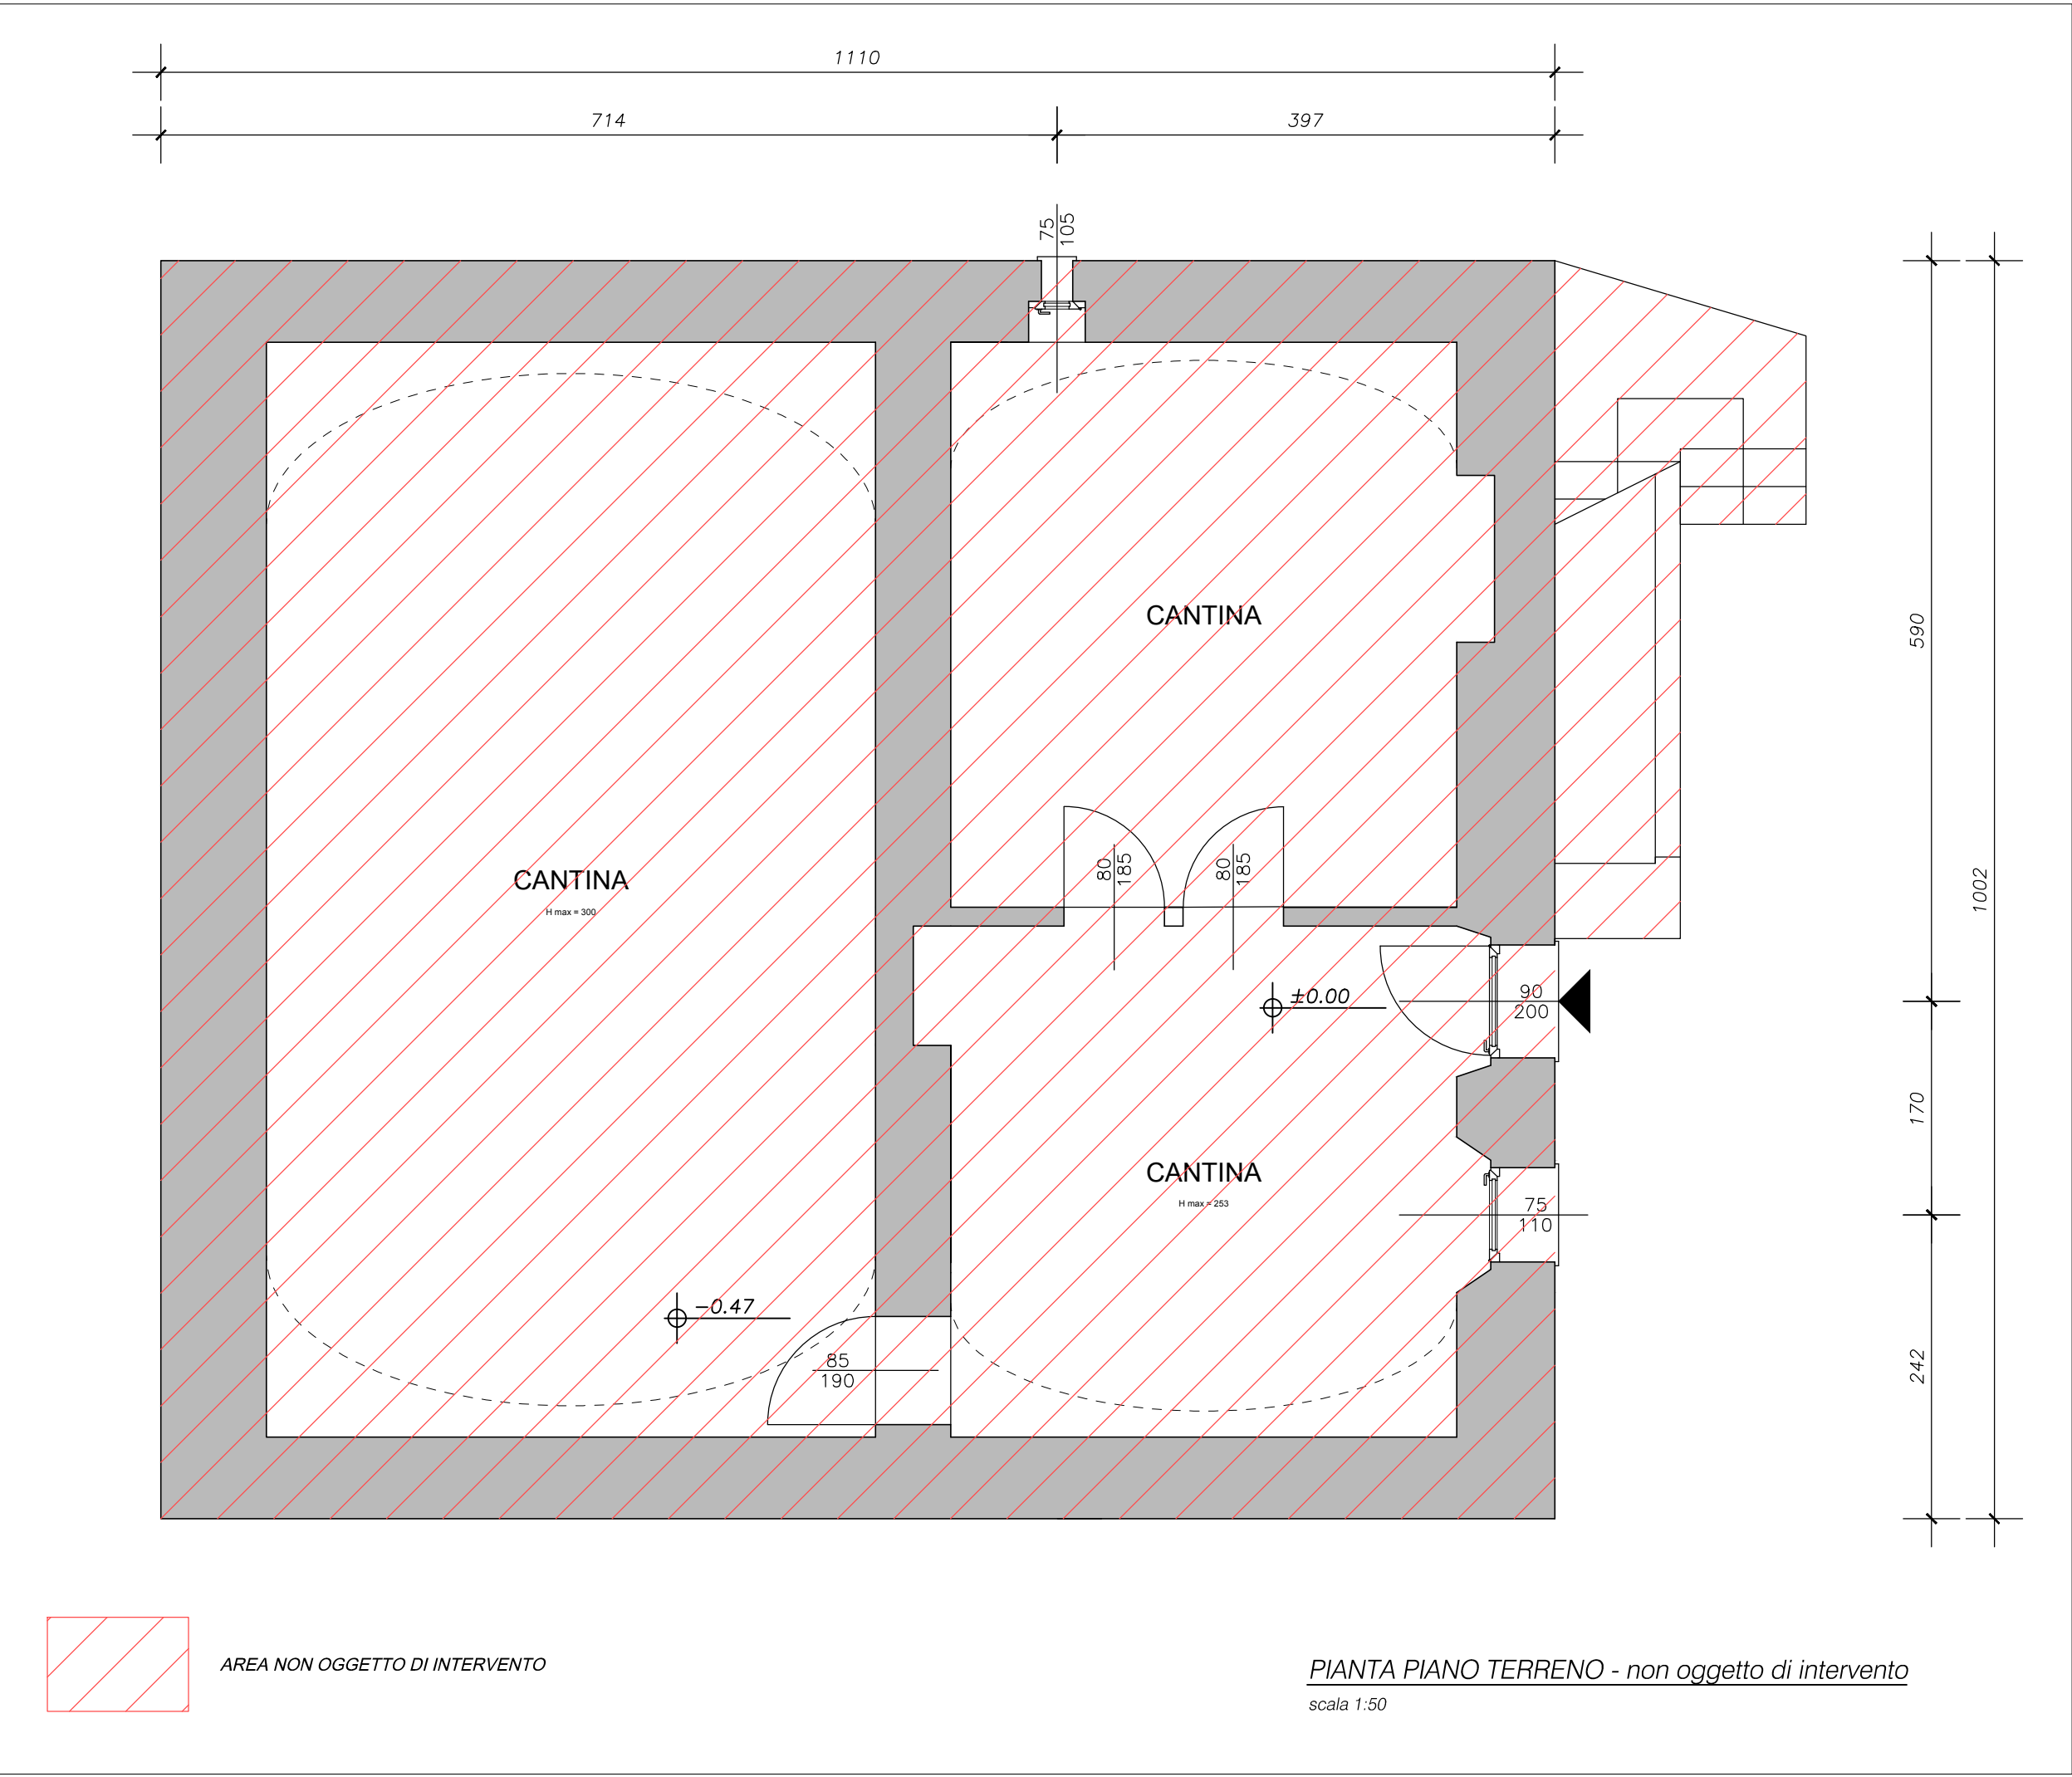 1110
714
397
75
105
590
CANTINA
80
185
80
185
CANTINA
H max = 300
1002
±0.00
90
200
170
CANTINA
H max = 253
75
110
-0.47
85
190
242
AREA NON OGGETTO DI INTERVENTO
PIANTA PIANO TERRENO - non oggetto di intervento
scala 1:50